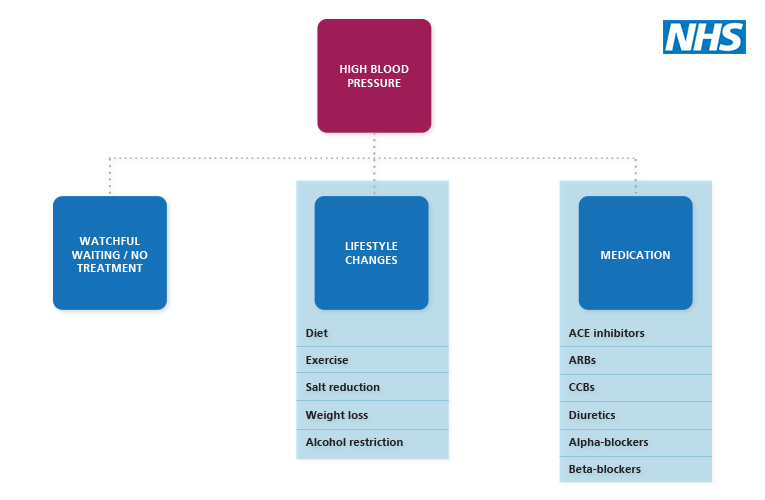 NHS
HIGH BLOOD
PRESSURE
WATCHFUL
WAITING / NO
TREATMENT
LIFESTYLE
CHANGES
Diet
Exercise
Salt reduction
Weight loss
Alcohol restriction
MEDICATION
ACE inhibitors
ARBs
CCBs
Diuretics
Alpha-blockers
Beta-blockers